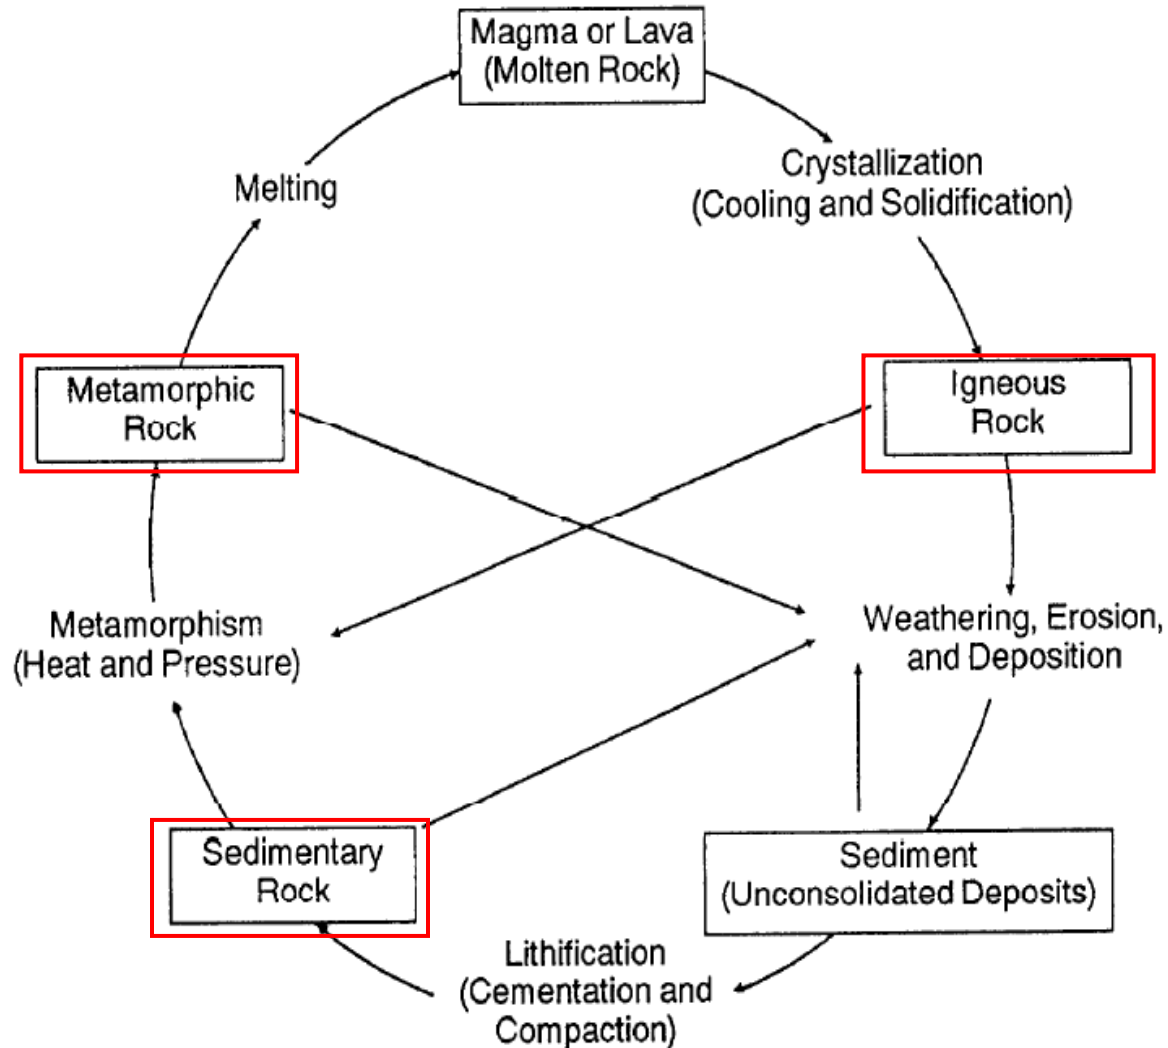 Magma or Lava
(Molten Rock)
Crystallization
(Cooling and Solidification)
Melting
Metamorphic
Rock
Igneous
Rock
Metamorphism
(Heat and Pressure)
Weathering, Erosion,
and Deposition
Sedimentary
Rock
Sediment
(Unconsolidated Deposits)
Lithification
(Cementation and
Compaction)